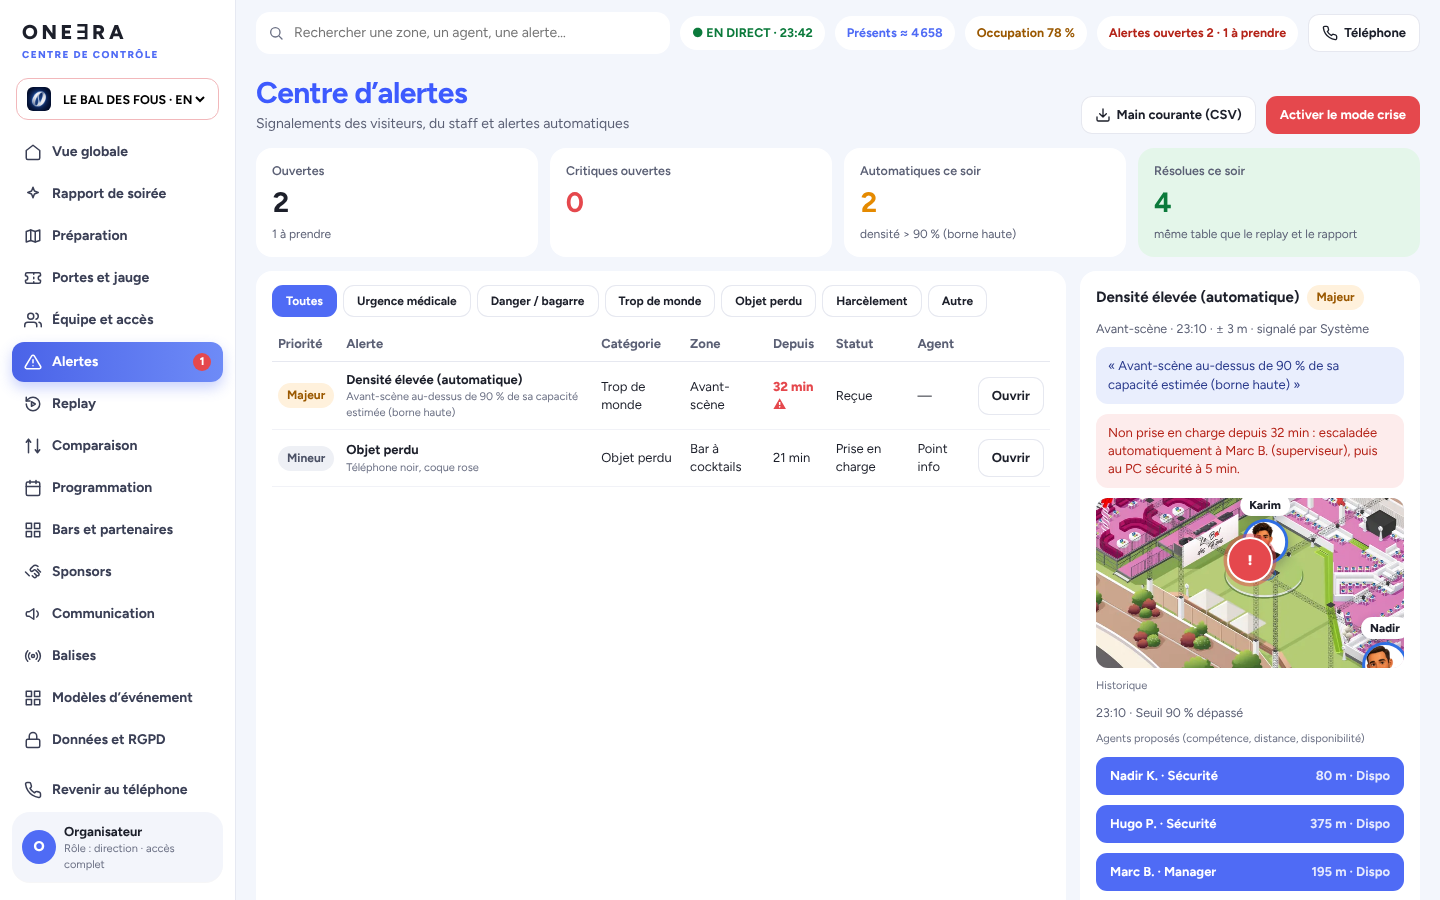 ONEERA
CENTRE DE CONTRÔLE
LE BAL DES FOUS · EN
Vue globale
Rapport de soirée
Préparation
Portes et jauge
Équipe et accès
Alertes
1
Replay
Comparaison
Programmation
Bars et partenaires
Sponsors
Communication
Balises
Modèles d’événement
Données et RGPD
Revenir au téléphone
O
Organisateur
Rôle : direction · accès
complet
Rechercher une zone, un agent, une alerte...
EN DIRECT · 23:42
Présents ≈ 4 658
Occupation 78 %
Alertes ouvertes 2 · 1 à prendre
Téléphone
Centre d’alertes
Signalements des visiteurs, du staff et alertes automatiques
Main courante (CSV)
Activer le mode crise
Ouvertes
2
1 à prendre
Critiques ouvertes
0
Automatiques ce soir
2
densité > 90 % (borne haute)
Résolues ce soir
4
même table que le replay et le rapport
Toutes
Urgence médicale
Danger / bagarre
Trop de monde
Objet perdu
Harcèlement
Autre
Priorité Alerte Catégorie Zone Depuis Statut Agent
Majeur
Densité élevée (automatique)
Avant-scène au-dessus de 90 % de sa capacité
estimée (borne haute)
Trop de
monde
Avant-
scène
32 min
Reçue
—
Ouvrir
Mineur
Objet perdu
Téléphone noir, coque rose
Objet perdu
Bar à
cocktails
21 min
Prise en
charge
Point
info
Ouvrir
Densité élevée (automatique)
Majeur
Avant-scène · 23:10 · ± 3 m · signalé par Système
« Avant-scène au-dessus de 90 % de sa
capacité estimée (borne haute) »
Non prise en charge depuis 32 min : escaladée
automatiquement à Marc B. (superviseur), puis
au PC sécurité à 5 min.
Karim
Le Bal
des Fous
!
Nadir
Historique
23:10 · Seuil 90 % dépassé
Agents proposés (compétence, distance, disponibilité)
Nadir K. · Sécurité 80 m · Dispo
Hugo P. · Sécurité 375 m · Dispo
Marc B. · Manager 195 m · Dispo